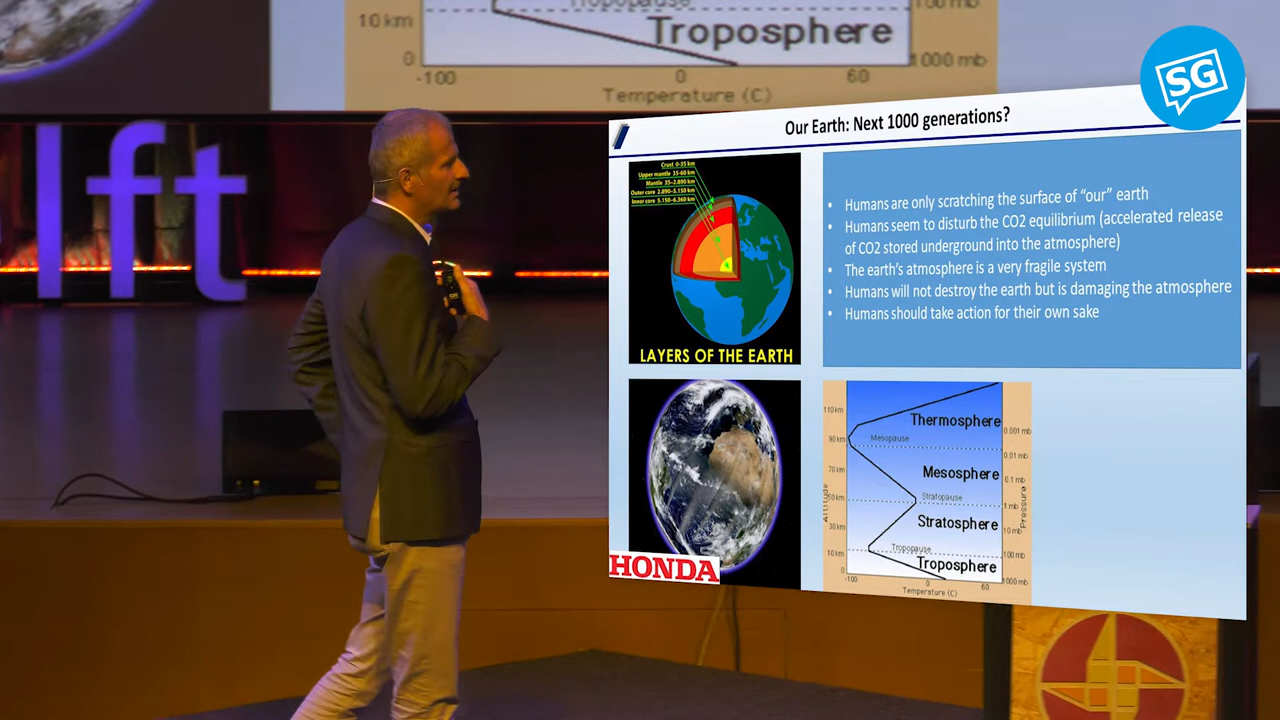 Tropopause
10 km
100 mb
Troposphere
0
1000 mb
-100
0
60
Temperature (C)
SG
lft
Our Earth: Next 1000 generations?
Crust 0-35 km
Upper mantle 35-60 km
Mantle 35-2.890 km
Outer core 2.890-5.150 km
Inner core 5.150-6.360 km
LAYERS OF THE EARTH
• Humans are only scratching the surface of “our” earth
• Humans seem to disturb the CO2 equilibrium (accelerated release
of CO2 stored underground into the atmosphere)
• The earth's atmosphere is a very fragile system
• Humans will not destroy the earth but is damaging the atmosphere
• Humans should take action for their own sake
HONDA
110 km
Thermosphere
0.001 mb
90 km
Mesopause
0.01 mb
70 km
Mesosphere
0.1 mb
50 km
Stratopause
1 mb
Altitude
Pressure
30 km
Stratosphere
10 mb
10 km
Tropopause
100 mb
Troposphere
0
1000 mb
-100
0
60
Temperature (C)